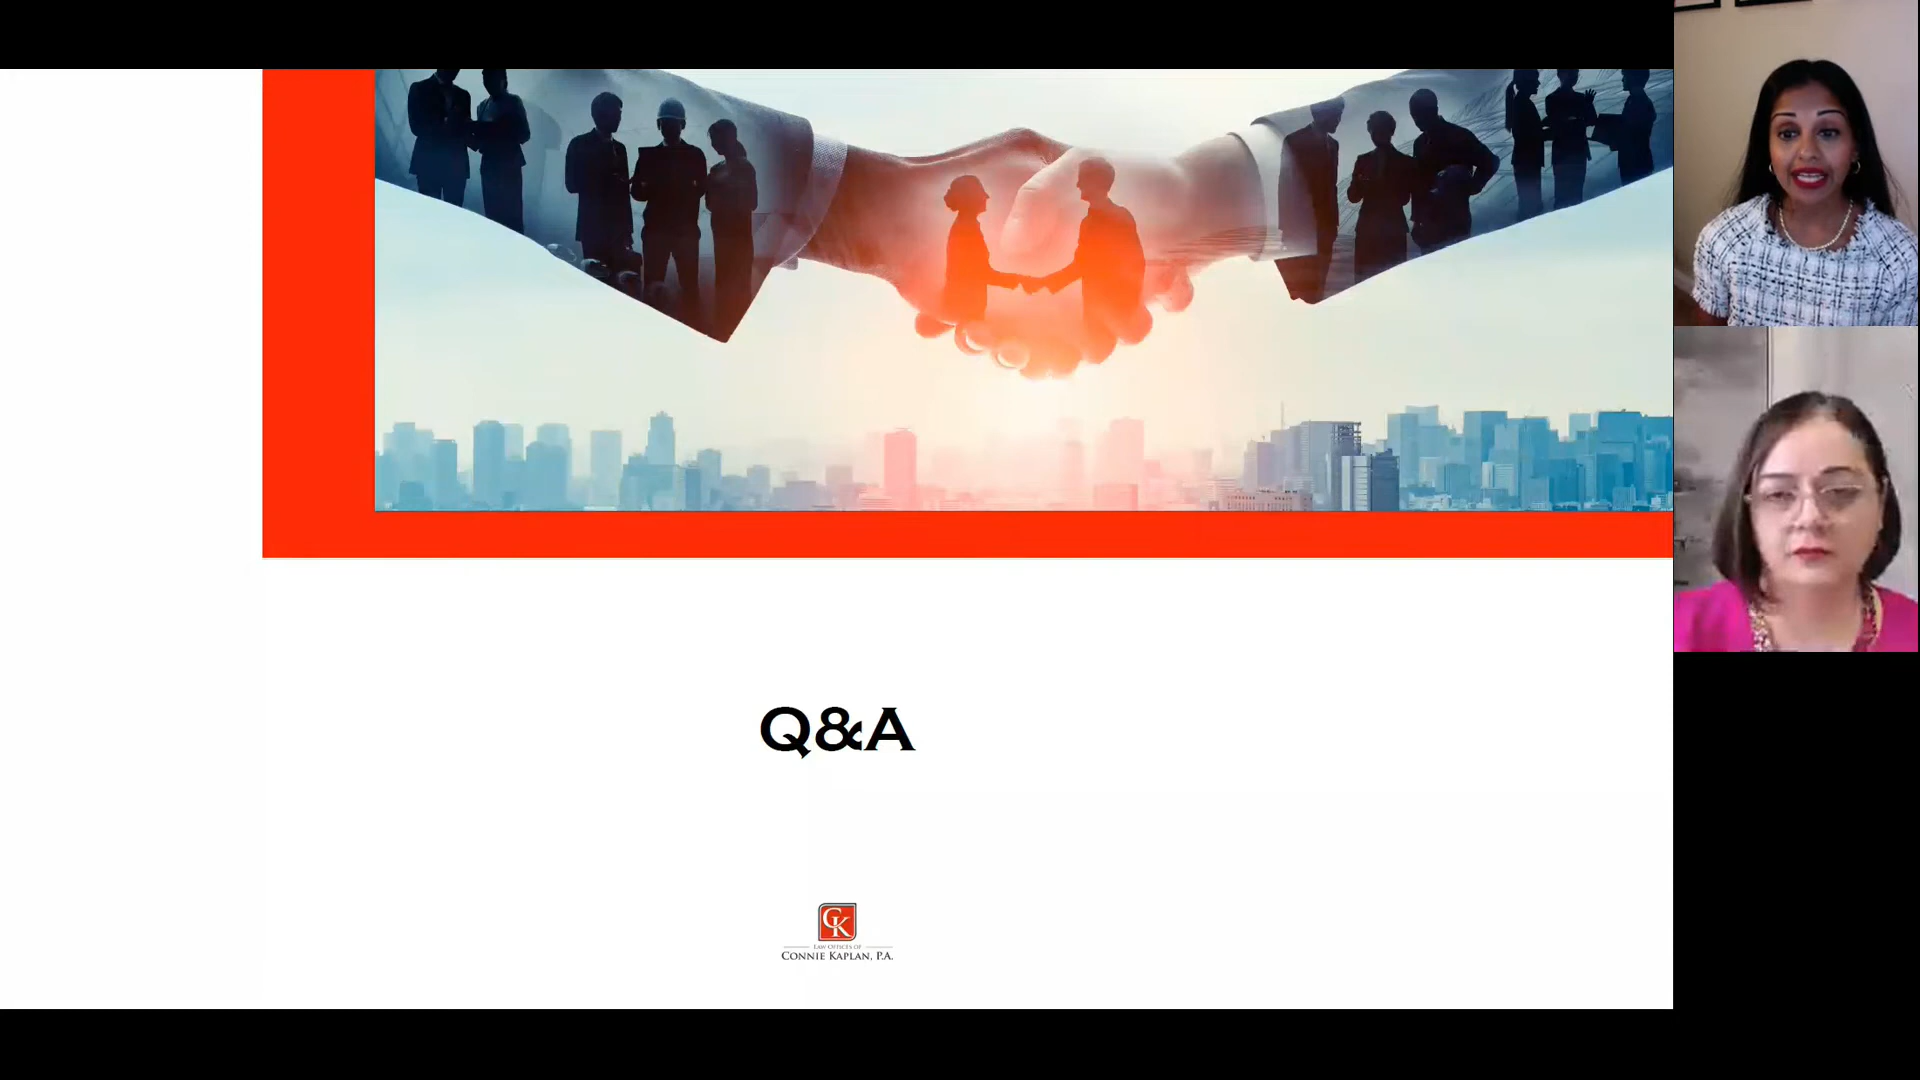 Q&A
CK
LAW OFFICES OF
CONNIE KAPLAN, P.A.